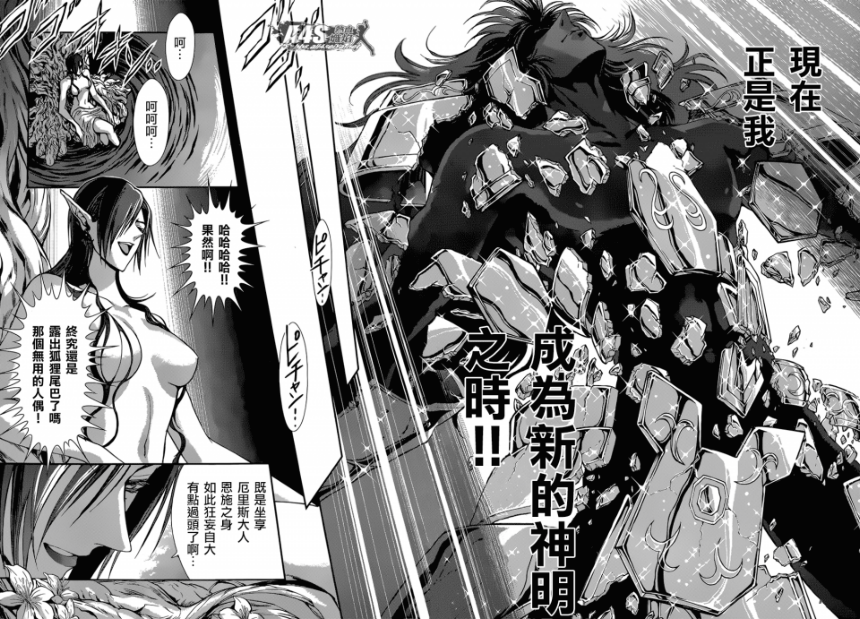 現在
正是我
成為新的神明
之時!!
ピチャン…
ピチャン…
呵…
呵呵呵…
哈哈哈哈!!
果然啊!!
終究還是
露出狐狸尾巴了嗎
那個無用的人偶!
既是坐享
厄里斯大人
恩施之身
如此狂妄自大
有點過頭了啊…
A4S